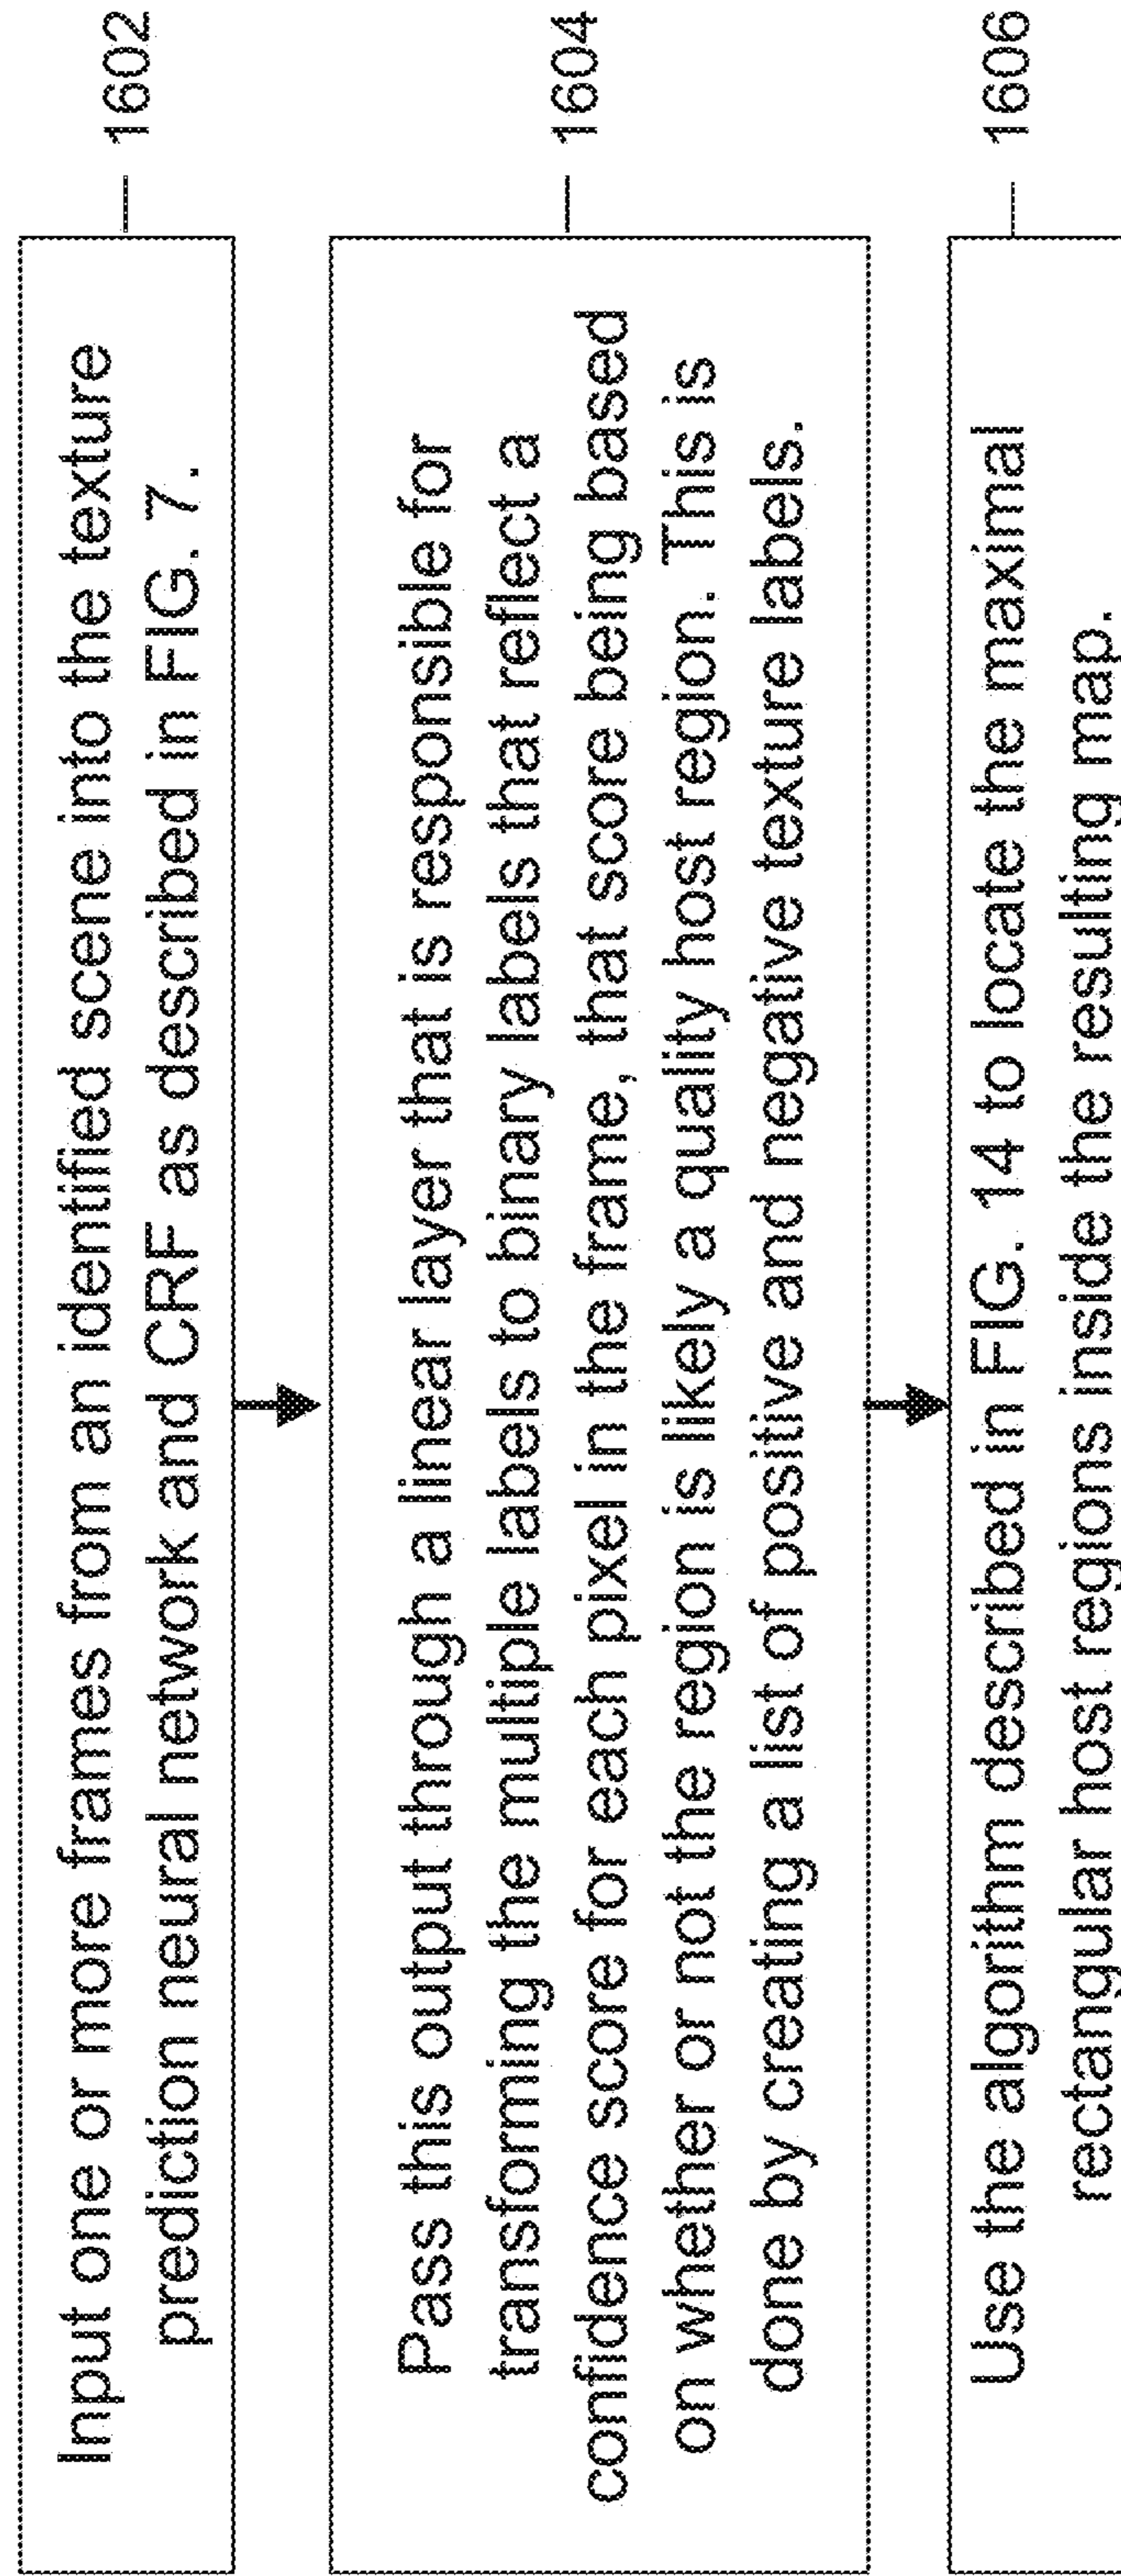 Input one or more frames from an identified scene into the texture
prediction neural network and CRF as described in FIG. 7.
1602
Pass this output through a linear layer that is responsible for
transforming the multiple labels to binary labels that reflect a
confidence score for each pixel in the frame, that score being based
on whether or not the region is likely a quality host region. This is
done by creating a list of positive and negative texture labels.
1604
Use the algorithm described in FIG. 14 to locate the maximal
rectangular host regions inside the resulting map.
1606